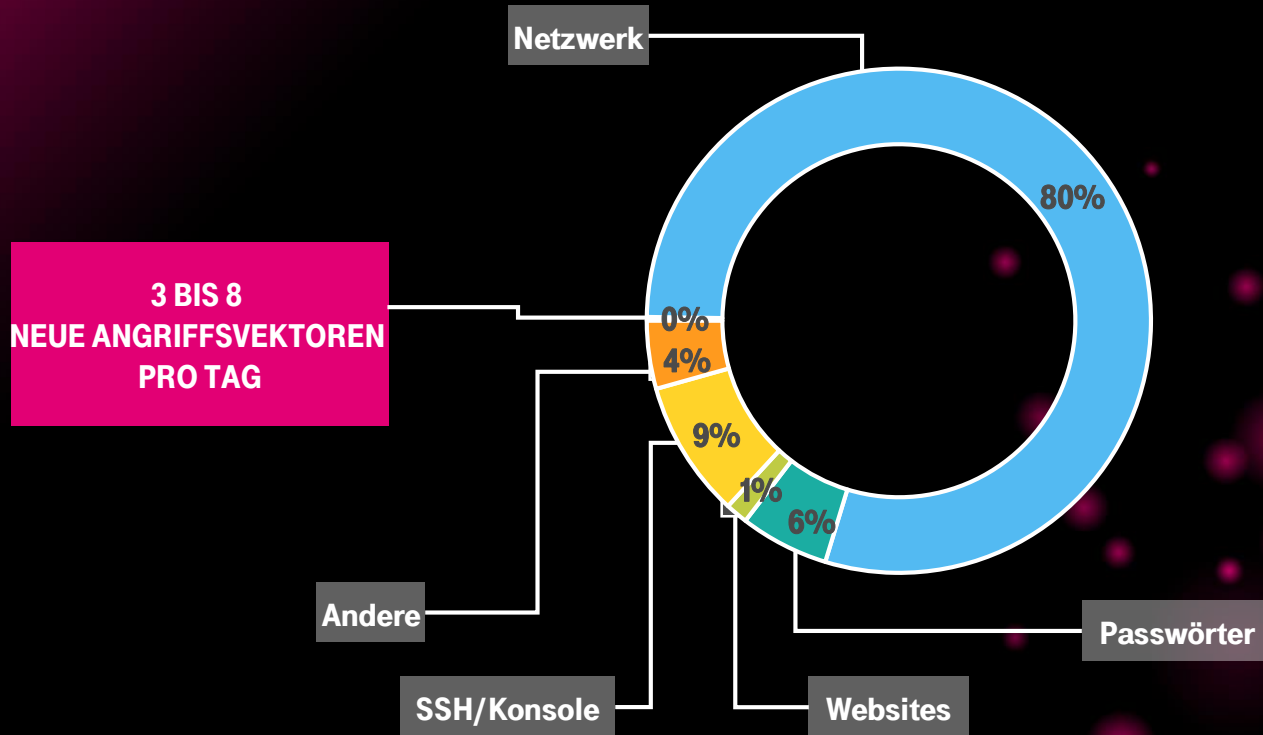 Netzwerk
80%
3 BIS 8
NEUE ANGRIFFSVEKTOREN
PRO TAG
0%
4%
9%
1%
6%
Andere
Passwörter
SSH/Konsole
Websites